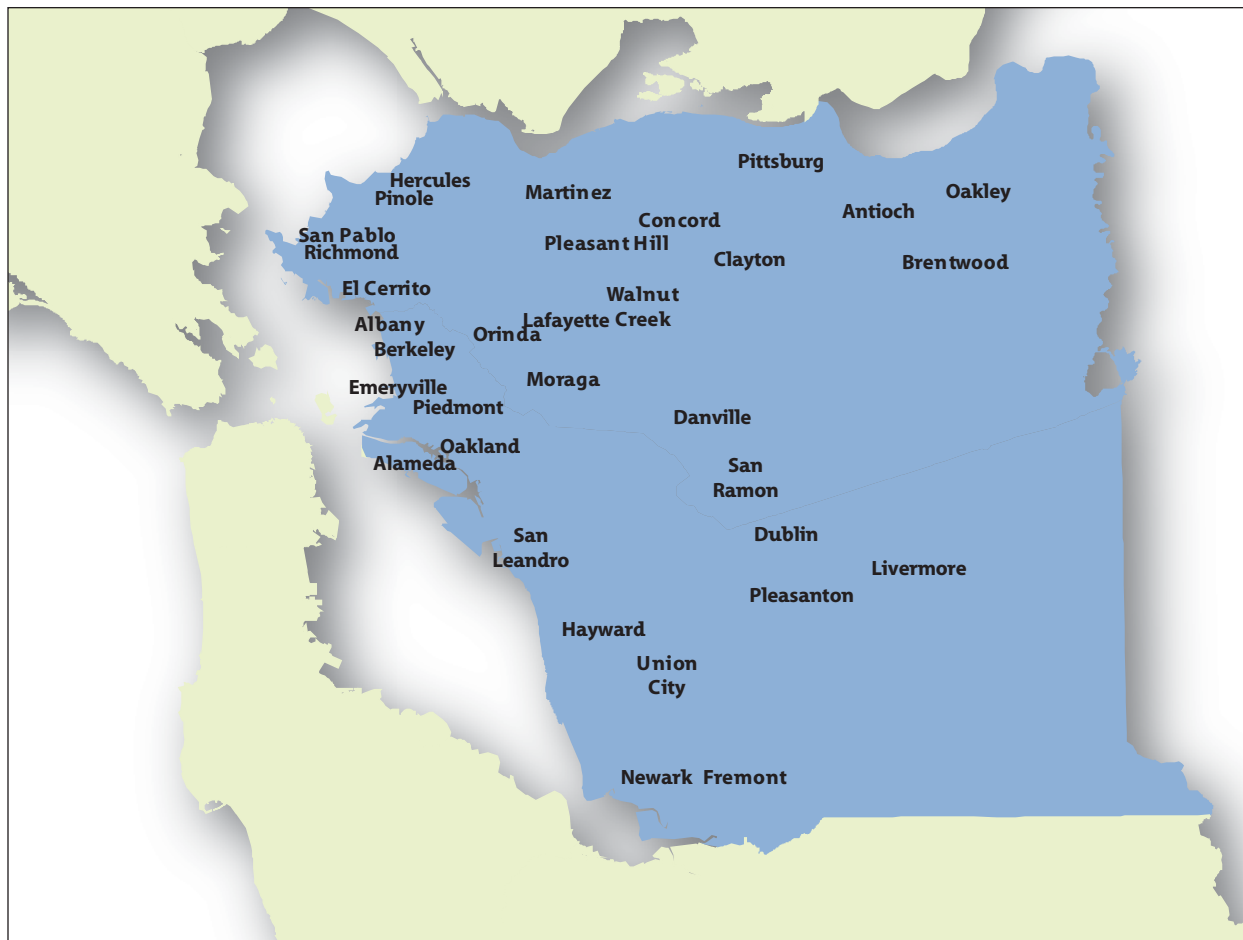 Pittsburg
Hercules
Martinez
Oakley
Pinole
Antioch
Concord
San Pablo
Pleasant Hill
Richmond
Clayton
Brentwood
El Cerrito
Walnut
Creek
Lafayette
Albany
Orinda
Berkeley
Moraga
Emeryville
Piedmont
Danville
Oakland
Alameda
San
Ramon
San
Leandro
Dublin
Livermore
Pleasanton
Hayward
Union
City
Newark
Fremont